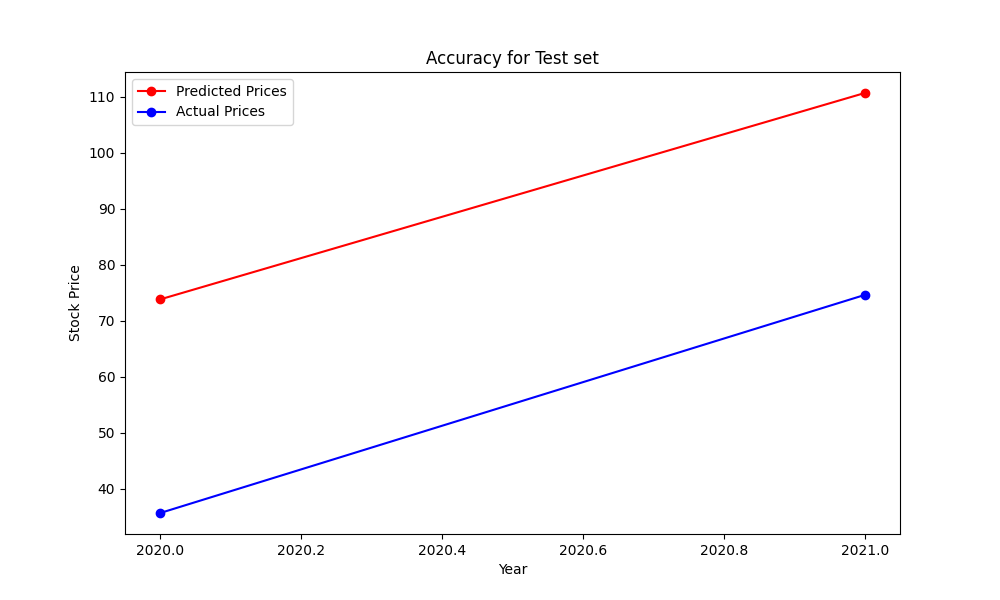 Accuracy for Test set
Predicted Prices
Actual Prices
Stock Price
110
100
90
80
70
60
50
40
2020.0 2020.2 2020.4 2020.6 2020.8 2021.0
Year